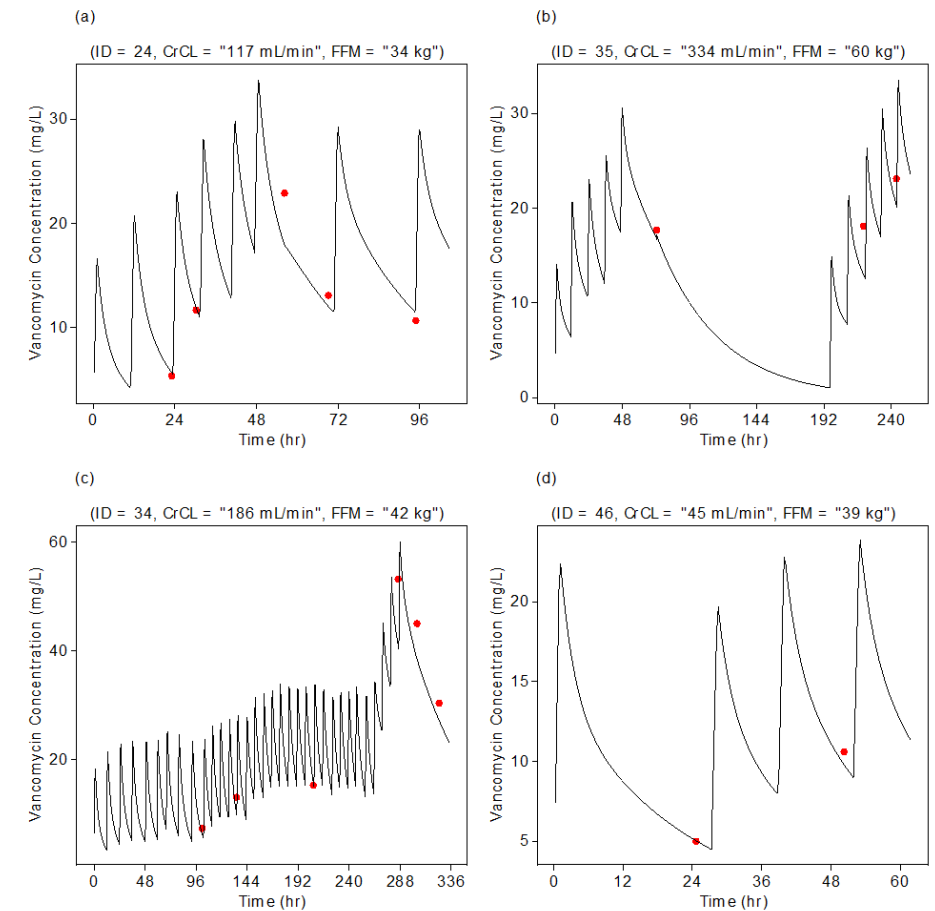 (a)
(ID = 24, CrCL = "117 mL/min", FFM = "34 kg")
Vancomycin Concentration (mg/L)
30
20
10
0 24 48 72 96
Time (hr)
(b)
(ID = 35, CrCL = "334 mL/min", FFM = "60 kg")
Vancomycin Concentration (mg/L)
30
20
10
0
0 48 96 144 192 240
Time (hr)
(c)
(ID = 34, CrCL = "186 mL/min", FFM = "42 kg")
Vancomycin Concentration (mg/L)
60
40
20
0 48 96 144 192 240 288 336
Time (hr)
(d)
(ID = 46, CrCL = "45 mL/min", FFM = "39 kg")
Vancomycin Concentration (mg/L)
20
15
10
5
0 12 24 36 48 60
Time (hr)